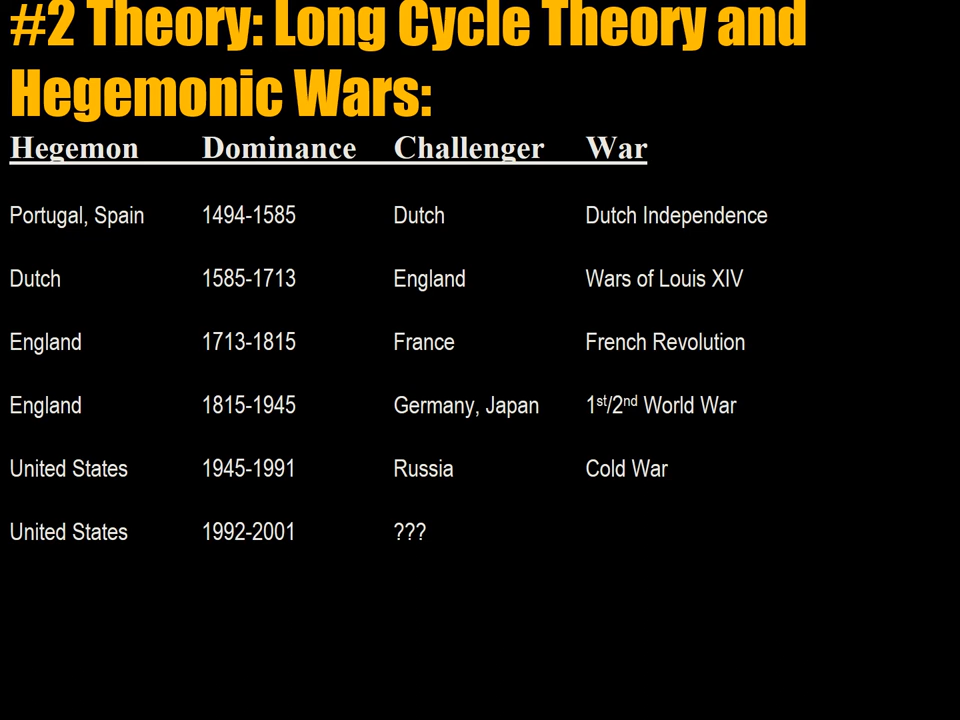 #2 Theory: Long Cycle Theory and
Hegemonic Wars:
Hegemon Dominance Challenger War
Portugal, Spain 1494-1585 Dutch Dutch Independence
Dutch 1585-1713 England Wars of Louis XIV
England 1713-1815 France French Revolution
England 1815-1945 Germany, Japan 1st/2nd World War
United States 1945-1991 Russia Cold War
United States 1992-2001 ???